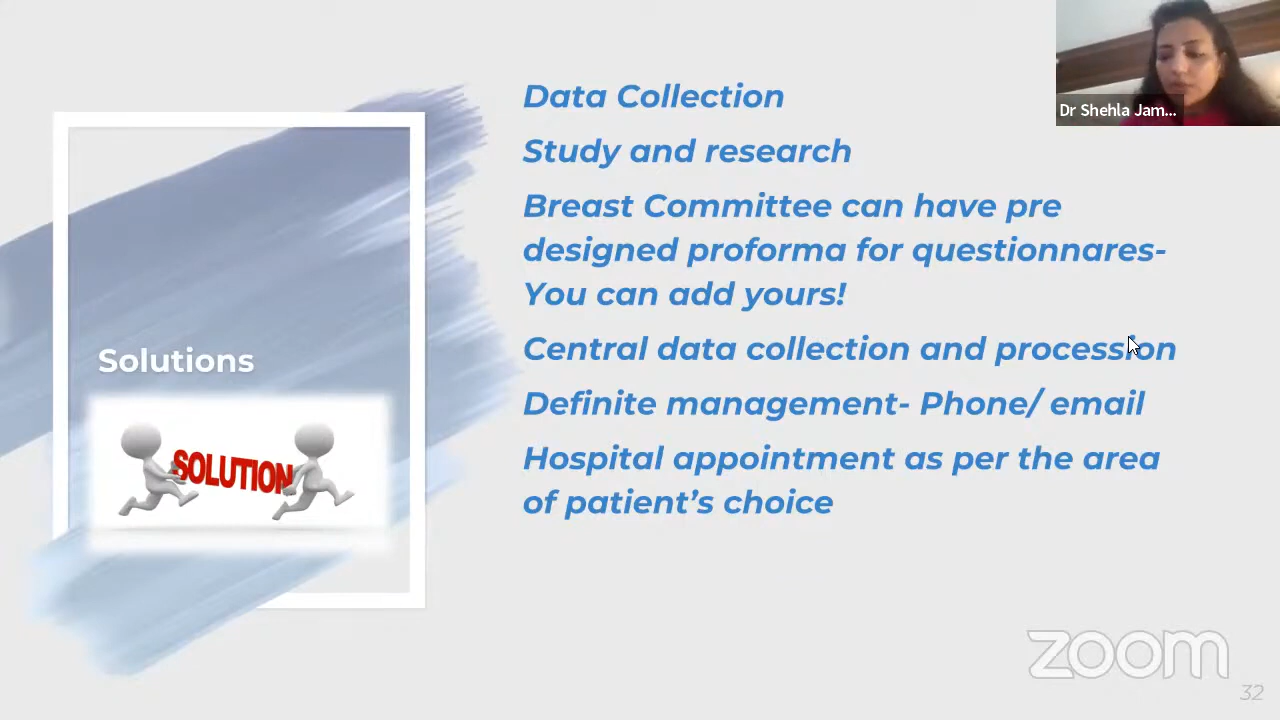 Data Collection
Dr Shehla Jam...
Study and research
Breast Committee can have pre
designed proforma for questionnares-
You can add yours!
Solutions
Central data collection and procession
Definite management- Phone/ email
SOLUTION
Hospital appointment as per the area
of patient’s choice
zoom
32